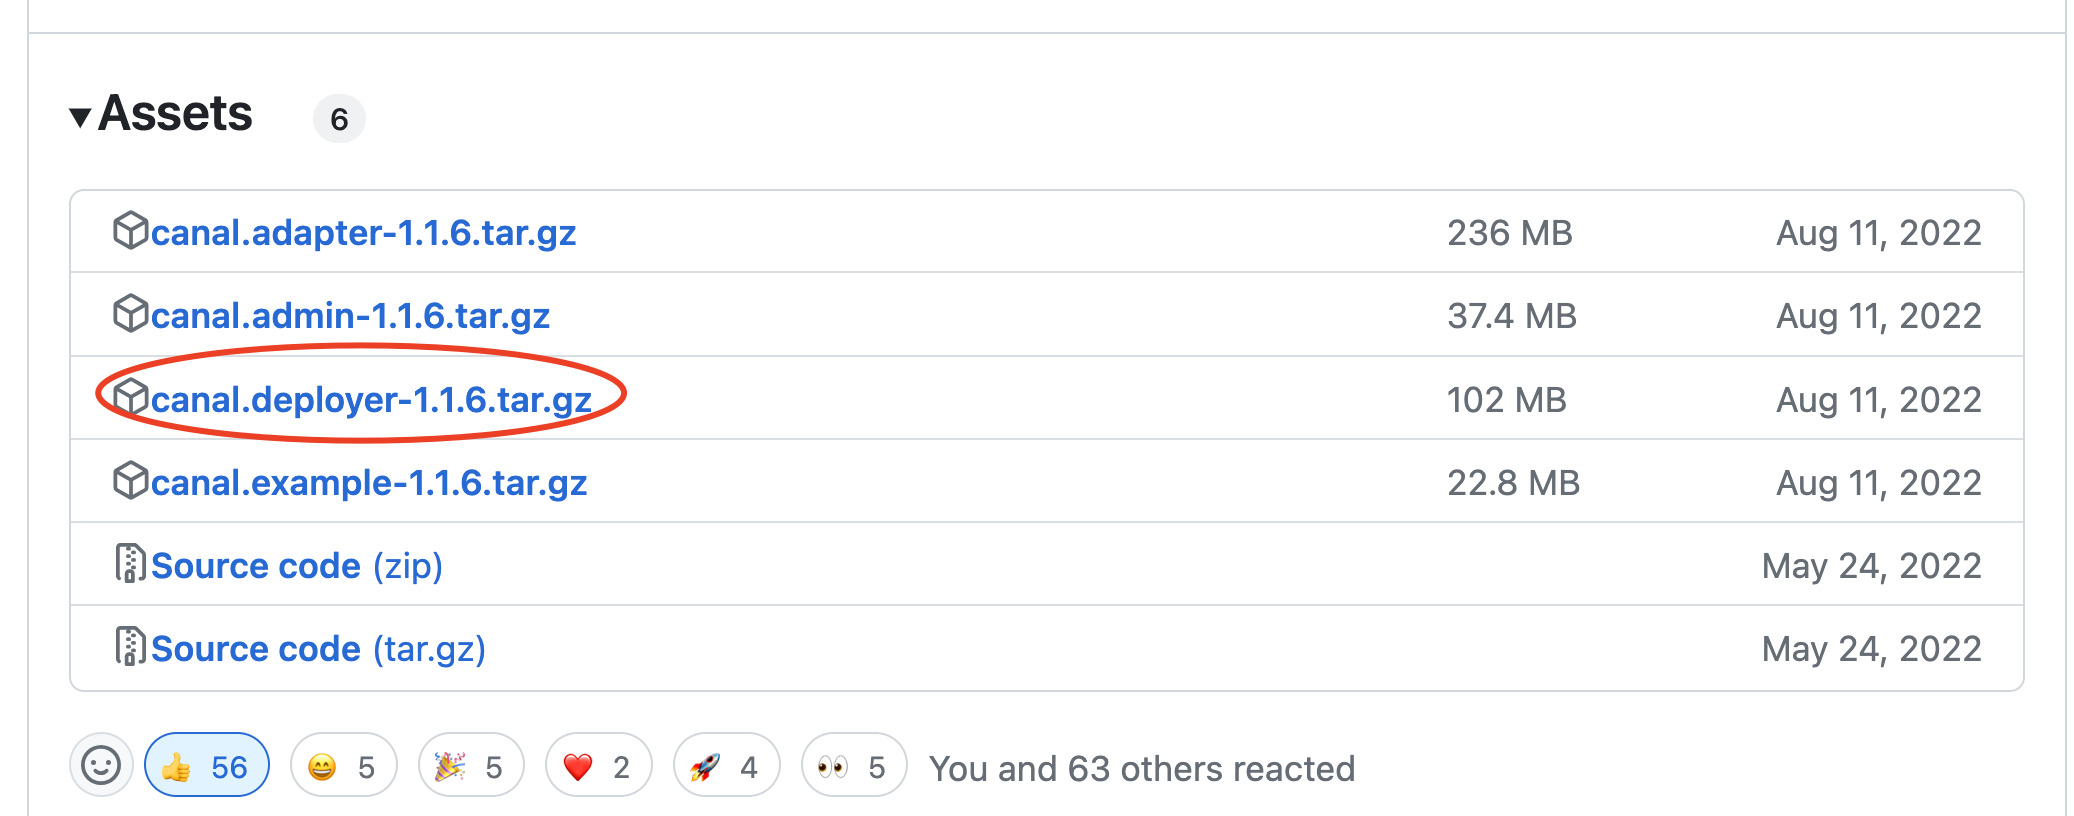 Assets 6
canal.adapter-1.1.6.tar.gz 236 MB Aug 11, 2022
canal.admin-1.1.6.tar.gz 37.4 MB Aug 11, 2022
canal.deployer-1.1.6.tar.gz 102 MB Aug 11, 2022
canal.example-1.1.6.tar.gz 22.8 MB Aug 11, 2022
Source code (zip) May 24, 2022
Source code (tar.gz) May 24, 2022
56 5 5 2 4 5 You and 63 others reacted